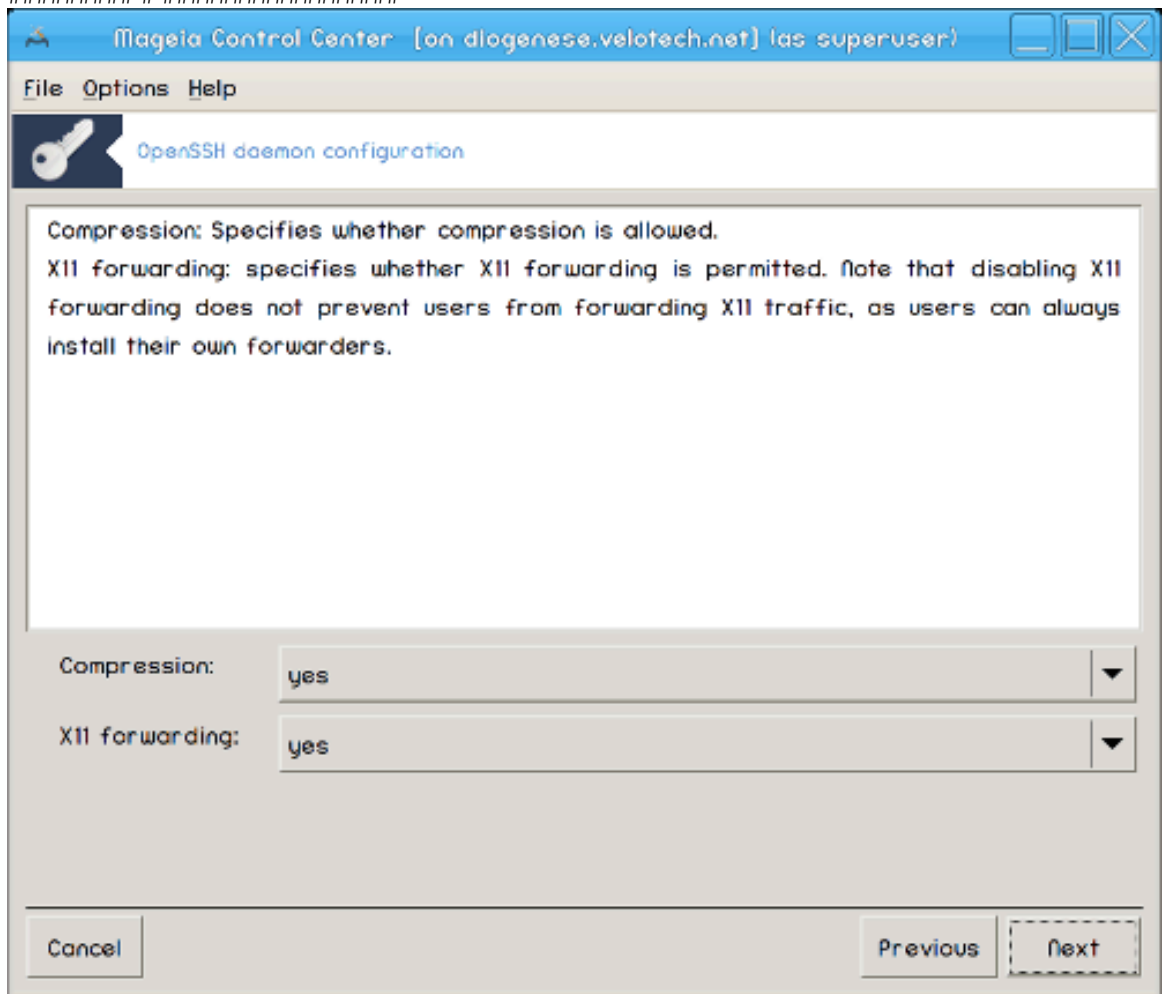 Mageia Control Center [on diogenese.velotech.net] (as superuser)
File Options Help
OpenSSH daemon configuration
Compression: Specifies whether compression is allowed.
X11 forwarding: specifies whether X11 forwarding is permitted. Note that disabling X11
forwarding does not prevent users from forwarding X11 traffic, as users can always
install their own forwarders.
Compression: yes
X11 forwarding: yes
Cancel Previous Next